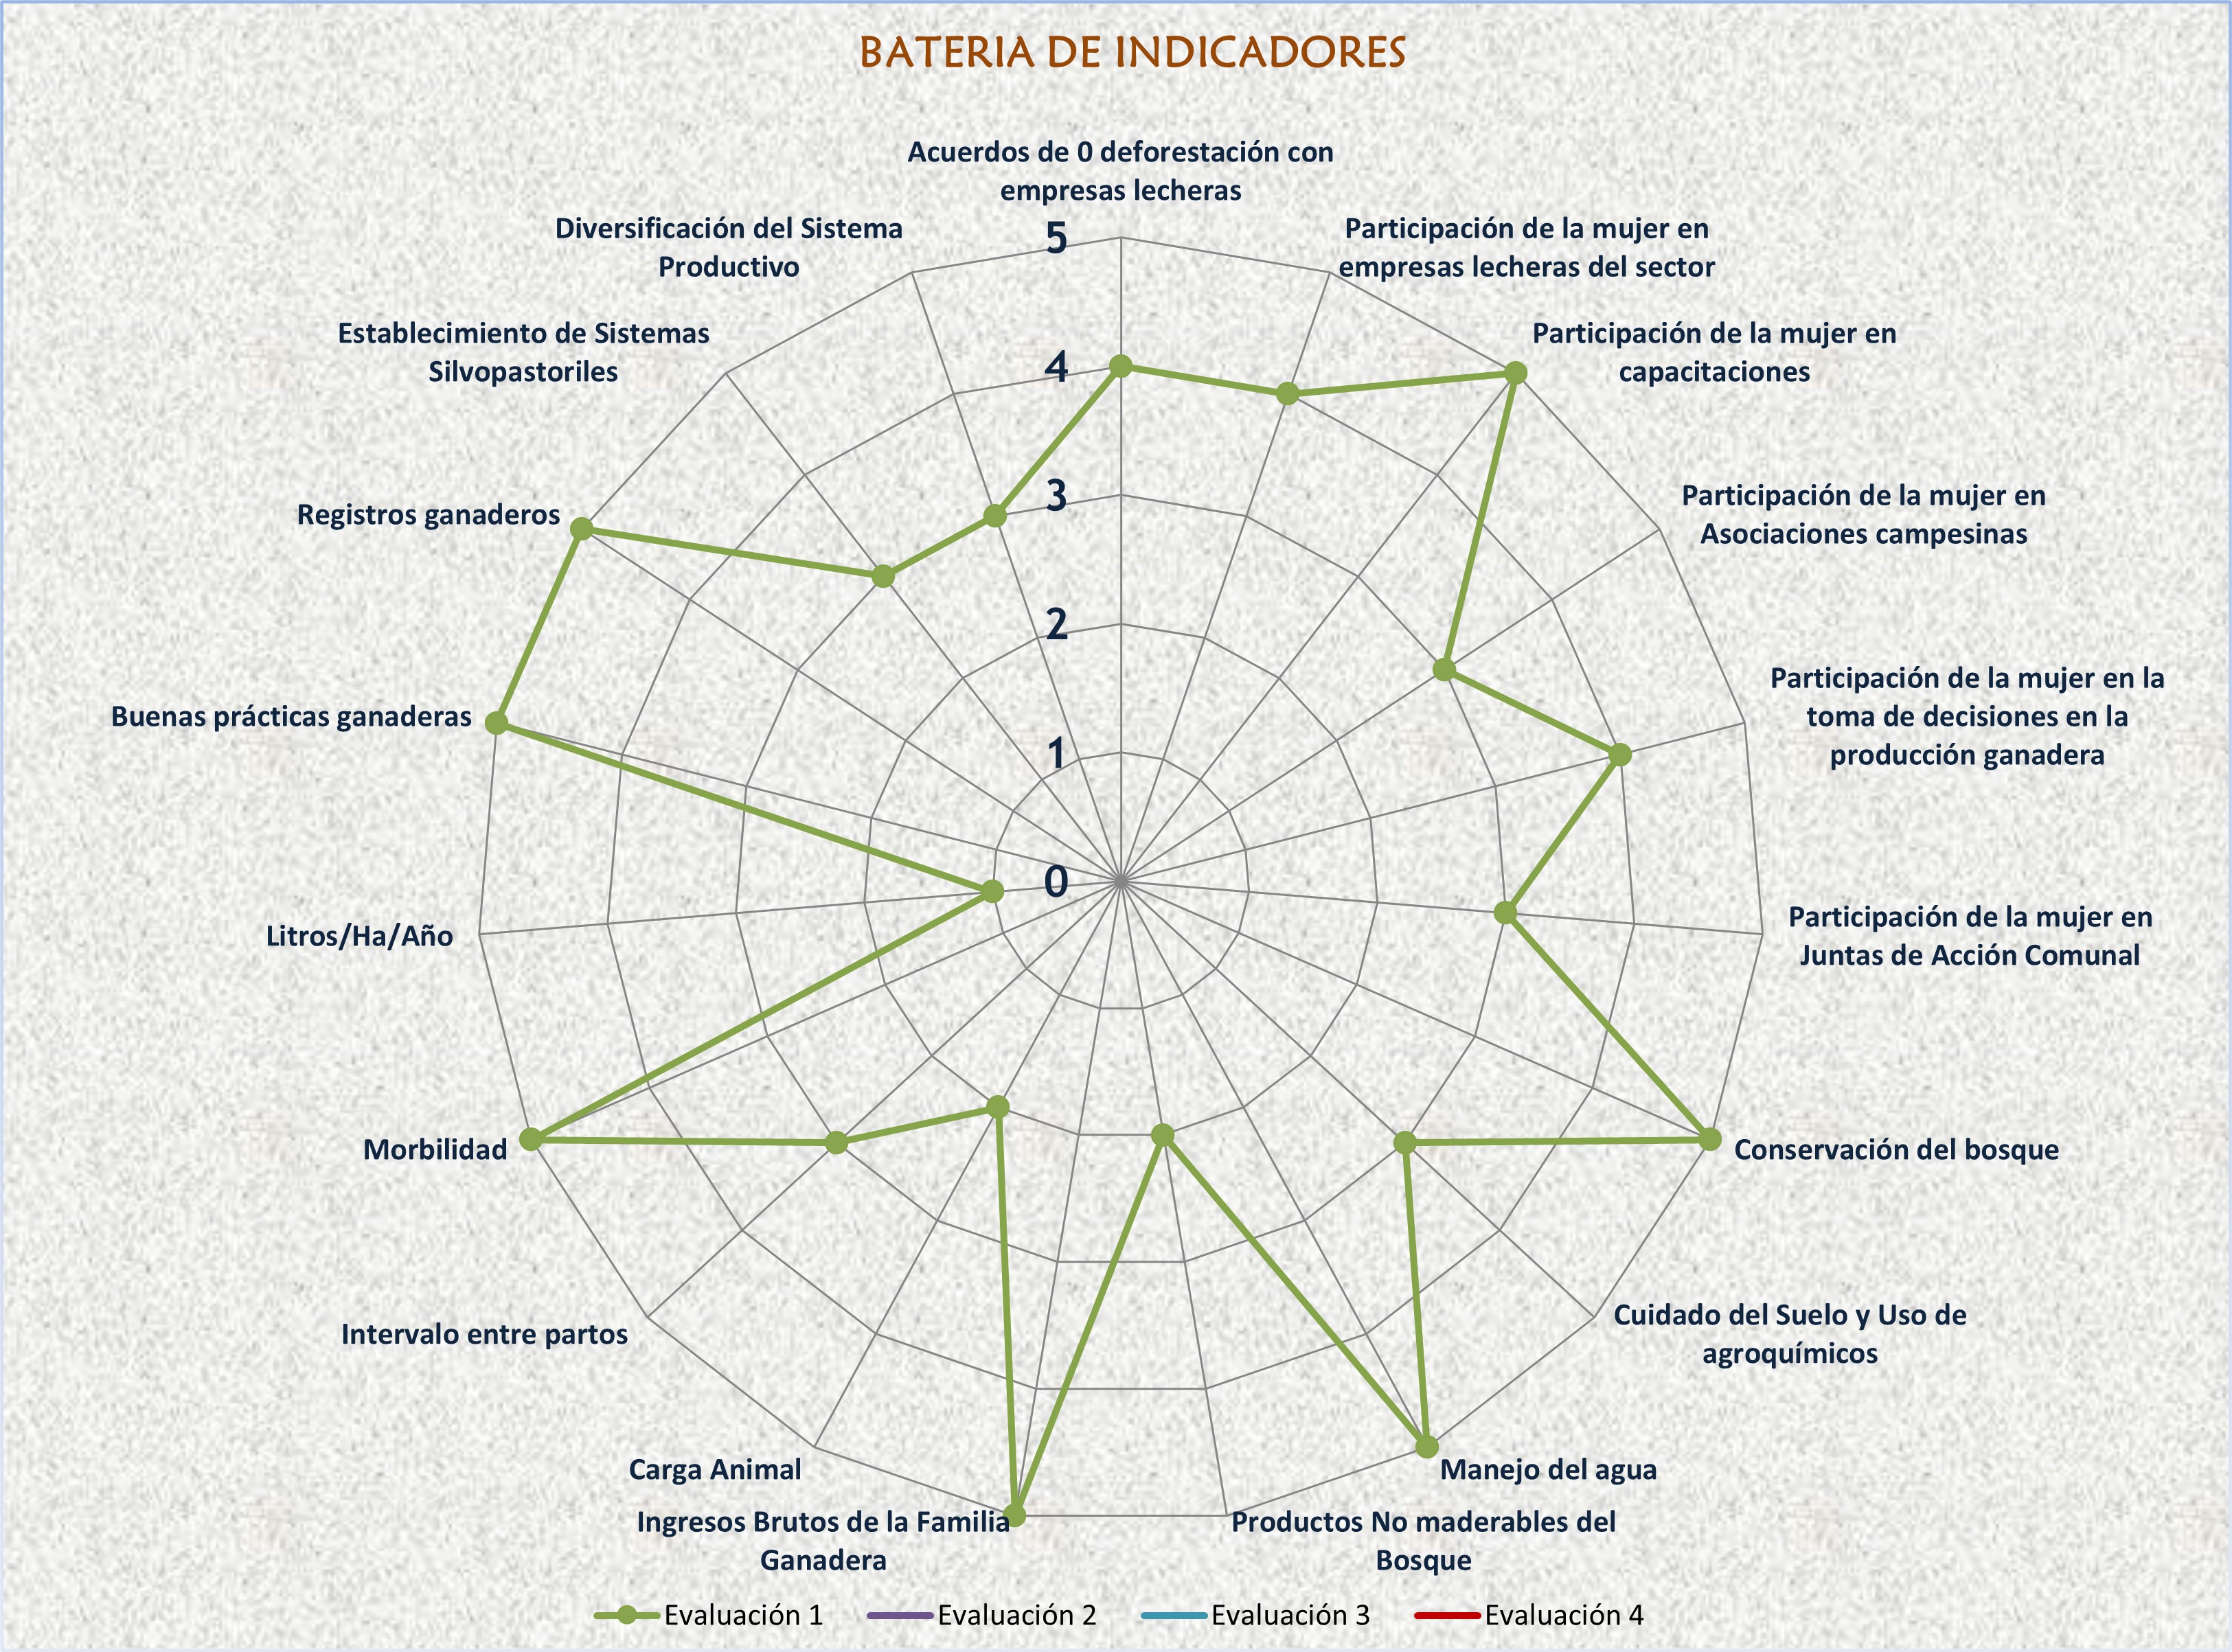 BATERIA DE INDICADORES
Acuerdos de 0 deforestación con
empresas lecheras
Participación de la mujer en
empresas lecheras del sector
Participación de la mujer en
capacitaciones
Participación de la mujer en
Asociaciones campesinas
Participación de la mujer en la
toma de decisiones en la
producción ganadera
Participación de la mujer en
Juntas de Acción Comunal
Conservación del bosque
Cuidado del Suelo y Uso de
agroquímicos
Manejo del agua
Productos No maderables del
Bosque
Ingresos Brutos de la Familia
Ganadera
Carga Animal
Intervalo entre partos
Morbilidad
Litros/Ha/Año
Buenas prácticas ganaderas
Registros ganaderos
Establecimiento de Sistemas
Silvopastoriles
Diversificación del Sistema
Productivo
5
4
3
2
1
0
Evaluación 1
Evaluación 2
Evaluación 3
Evaluación 4